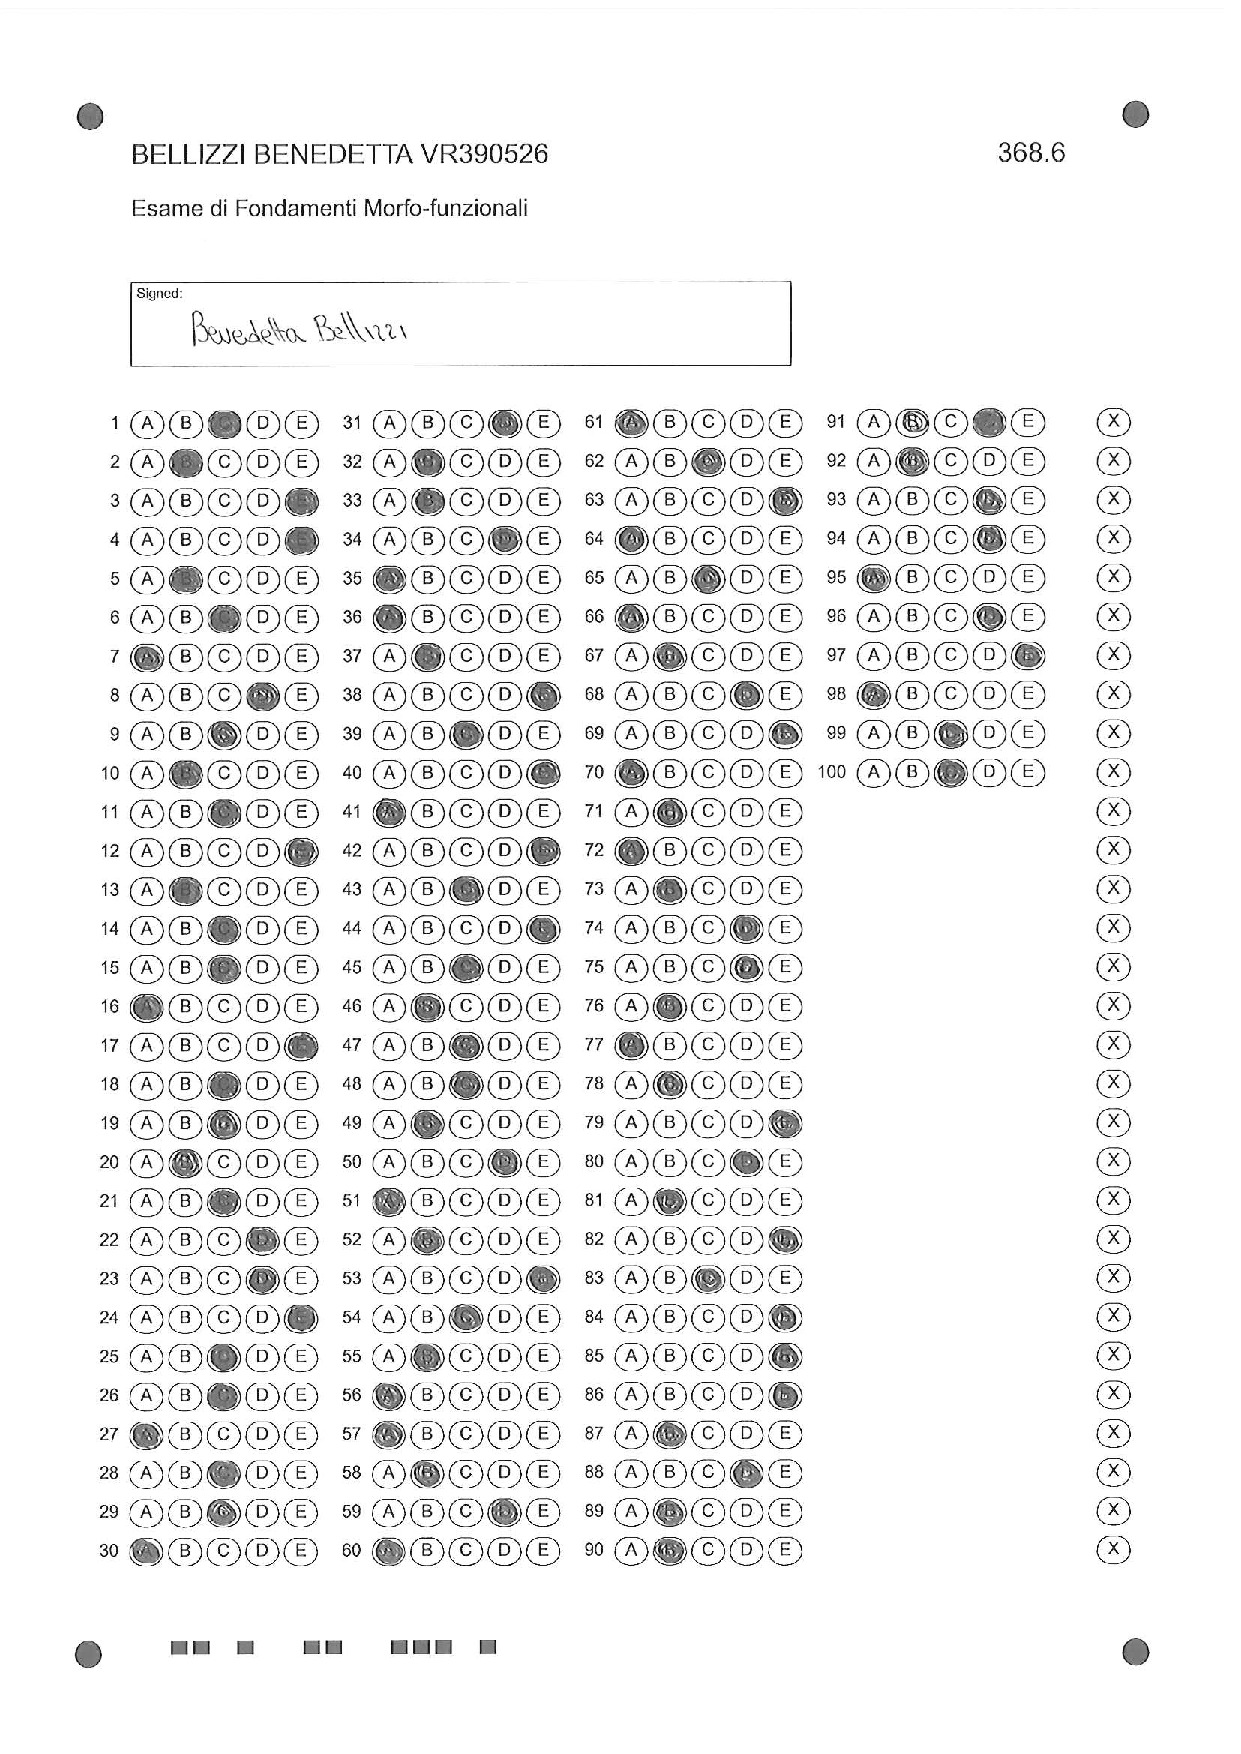 BELLIZZI BENEDETTA VR390526 368.6
Esame di Fondamenti Morfo-funzionali
Signed:
Benedetta Bellizzi
1 A B D E 31 A B C E 61 B C D E 91 A C E X
2 A C D E 32 A C D E 62 A B D E 92 A C D E X
3 A B C D 33 A C D E 63 A B C D 93 A B C E X
4 A B C D 34 A B C E 64 B C D E 94 A B C E X
5 A C D E 35 B C D E 65 A B D E 95 B C D E X
6 A B D E 36 B C D E 66 B C D E 96 A B C E X
7 B C D E 37 A C D E 67 A C D E 97 A B C D X
8 A B C E 38 A B C D 68 A B C E 98 B C D E X
9 A B D E 39 A B D E 69 A B C D 99 A B D E X
10 A C D E 40 A B C D 70 B C D E 100 A B D E X
11 A B D E 41 B C D E 71 A C D E X
12 A B C D 42 A B C D 72 B C D E X
13 A C D E 43 A B D E 73 A C D E X
14 A B D E 44 A B C D 74 A B C E X
15 A B D E 45 A B D E 75 A B C E X
16 B C D E 46 A C D E 76 A C D E X
17 A B C D 47 A B D E 77 B C D E X
18 A B D E 48 A B D E 78 A C D E X
19 A B D E 49 A C D E 79 A B C D X
20 A C D E 50 A B C E 80 A B C E X
21 A B D E 51 B C D E 81 A C D E X
22 A B C E 52 A C D E 82 A B C D X
23 A B C E 53 A B C D 83 A B D E X
24 A B C D 54 A B D E 84 A B C D X
25 A B D E 55 A C D E 85 A B C D X
26 A B D E 56 B C D E 86 A B C D X
27 B C D E 57 B C D E 87 A C D E X
28 A B D E 58 A C D E 88 A B C E X
29 A B D E 59 A B C E 89 A C D E X
30 B C D E 60 B C D E 90 A C D E X